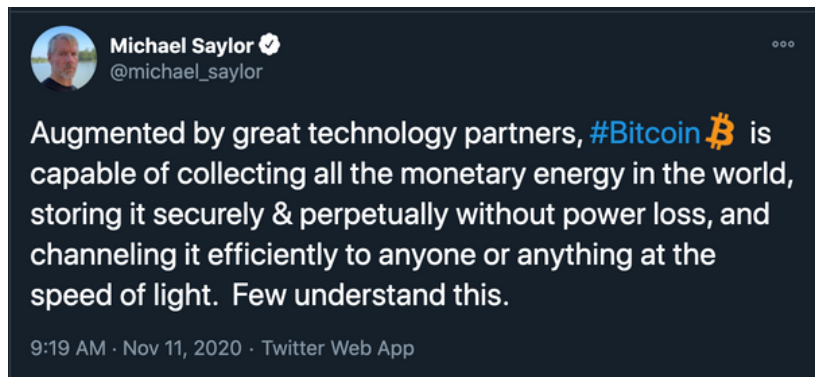 Michael Saylor
@michael_saylor
Augmented by great technology partners, #Bitcoin is
capable of collecting all the monetary energy in the world,
storing it securely & perpetually without power loss, and
channeling it efficiently to anyone or anything at the
speed of light.  Few understand this.
9:19 AM · Nov 11, 2020 · Twitter Web App